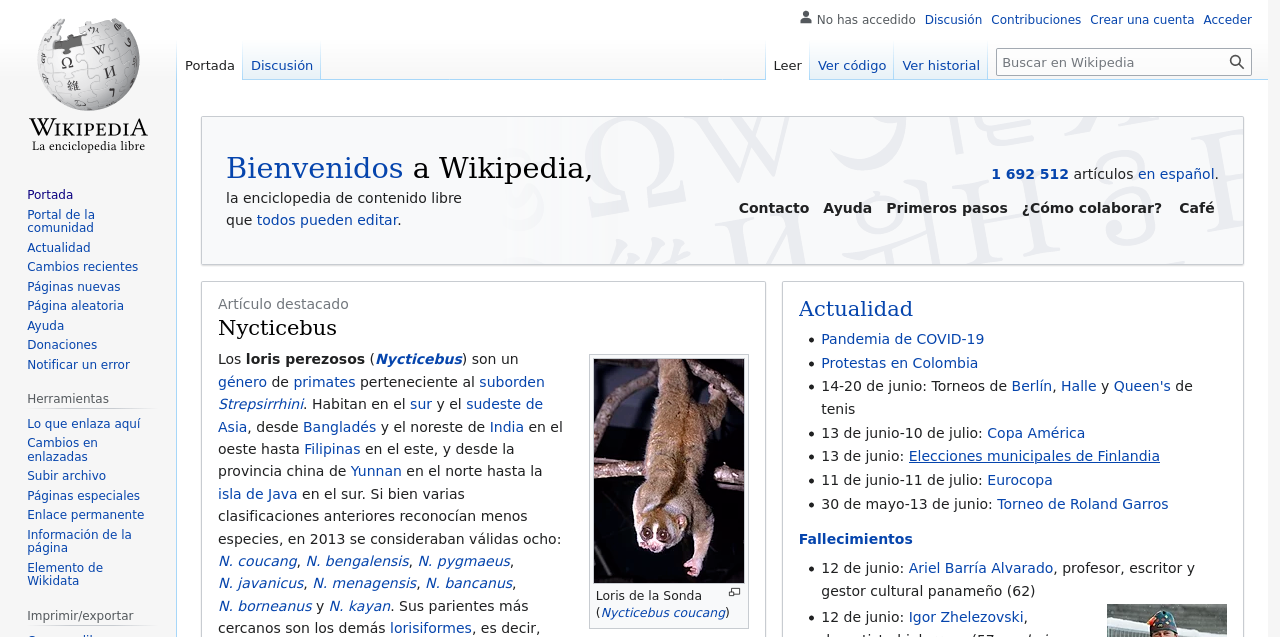 No has accedido Discusión Contribuciones Crear una cuenta Acceder
Portada Discusión Leer Ver código Ver historial Buscar en Wikipedia
WIKIPEDIA
La enciclopedia libre
Portada
Portal de la
comunidad
Actualidad
Cambios recientes
Páginas nuevas
Página aleatoria
Ayuda
Donaciones
Notificar un error
Herramientas
Lo que enlaza aquí
Cambios en
enlazadas
Subir archivo
Páginas especiales
Enlace permanente
Información de la
página
Elemento de
Wikidata
Imprimir/exportar
Bienvenidos a Wikipedia,
la enciclopedia de contenido libre
que todos pueden editar.
1 692 512 artículos en español.
Contacto Ayuda Primeros pasos ¿Cómo colaborar? Café
Artículo destacado
Nycticebus
Los loris perezosos (Nycticebus) son un
género de primates perteneciente al suborden
Strepsirrhini. Habitan en el sur y el sudeste de
Asia, desde Bangladés y el noreste de India en el
oeste hasta Filipinas en el este, y desde la
provincia china de Yunnan en el norte hasta la
isla de Java en el sur. Si bien varias
clasificaciones anteriores reconocían menos
especies, en 2013 se consideraban válidas ocho:
N. coucang, N. bengalensis, N. pygmaeus,
N. javanicus, N. menagensis, N. bancanus,
N. borneanus y N. kayan. Sus parientes más
cercanos son los demás lorisiformes, es decir,
Loris de la Sonda
(Nycticebus coucang)
Actualidad
Pandemia de COVID-19
Protestas en Colombia
14-20 de junio: Torneos de Berlín, Halle y Queen's de
tenis
13 de junio-10 de julio: Copa América
13 de junio: Elecciones municipales de Finlandia
11 de junio-11 de julio: Eurocopa
30 de mayo-13 de junio: Torneo de Roland Garros
Fallecimientos
12 de junio: Ariel Barría Alvarado, profesor, escritor y
gestor cultural panameño (62)
12 de junio: Igor Zhelezovski,